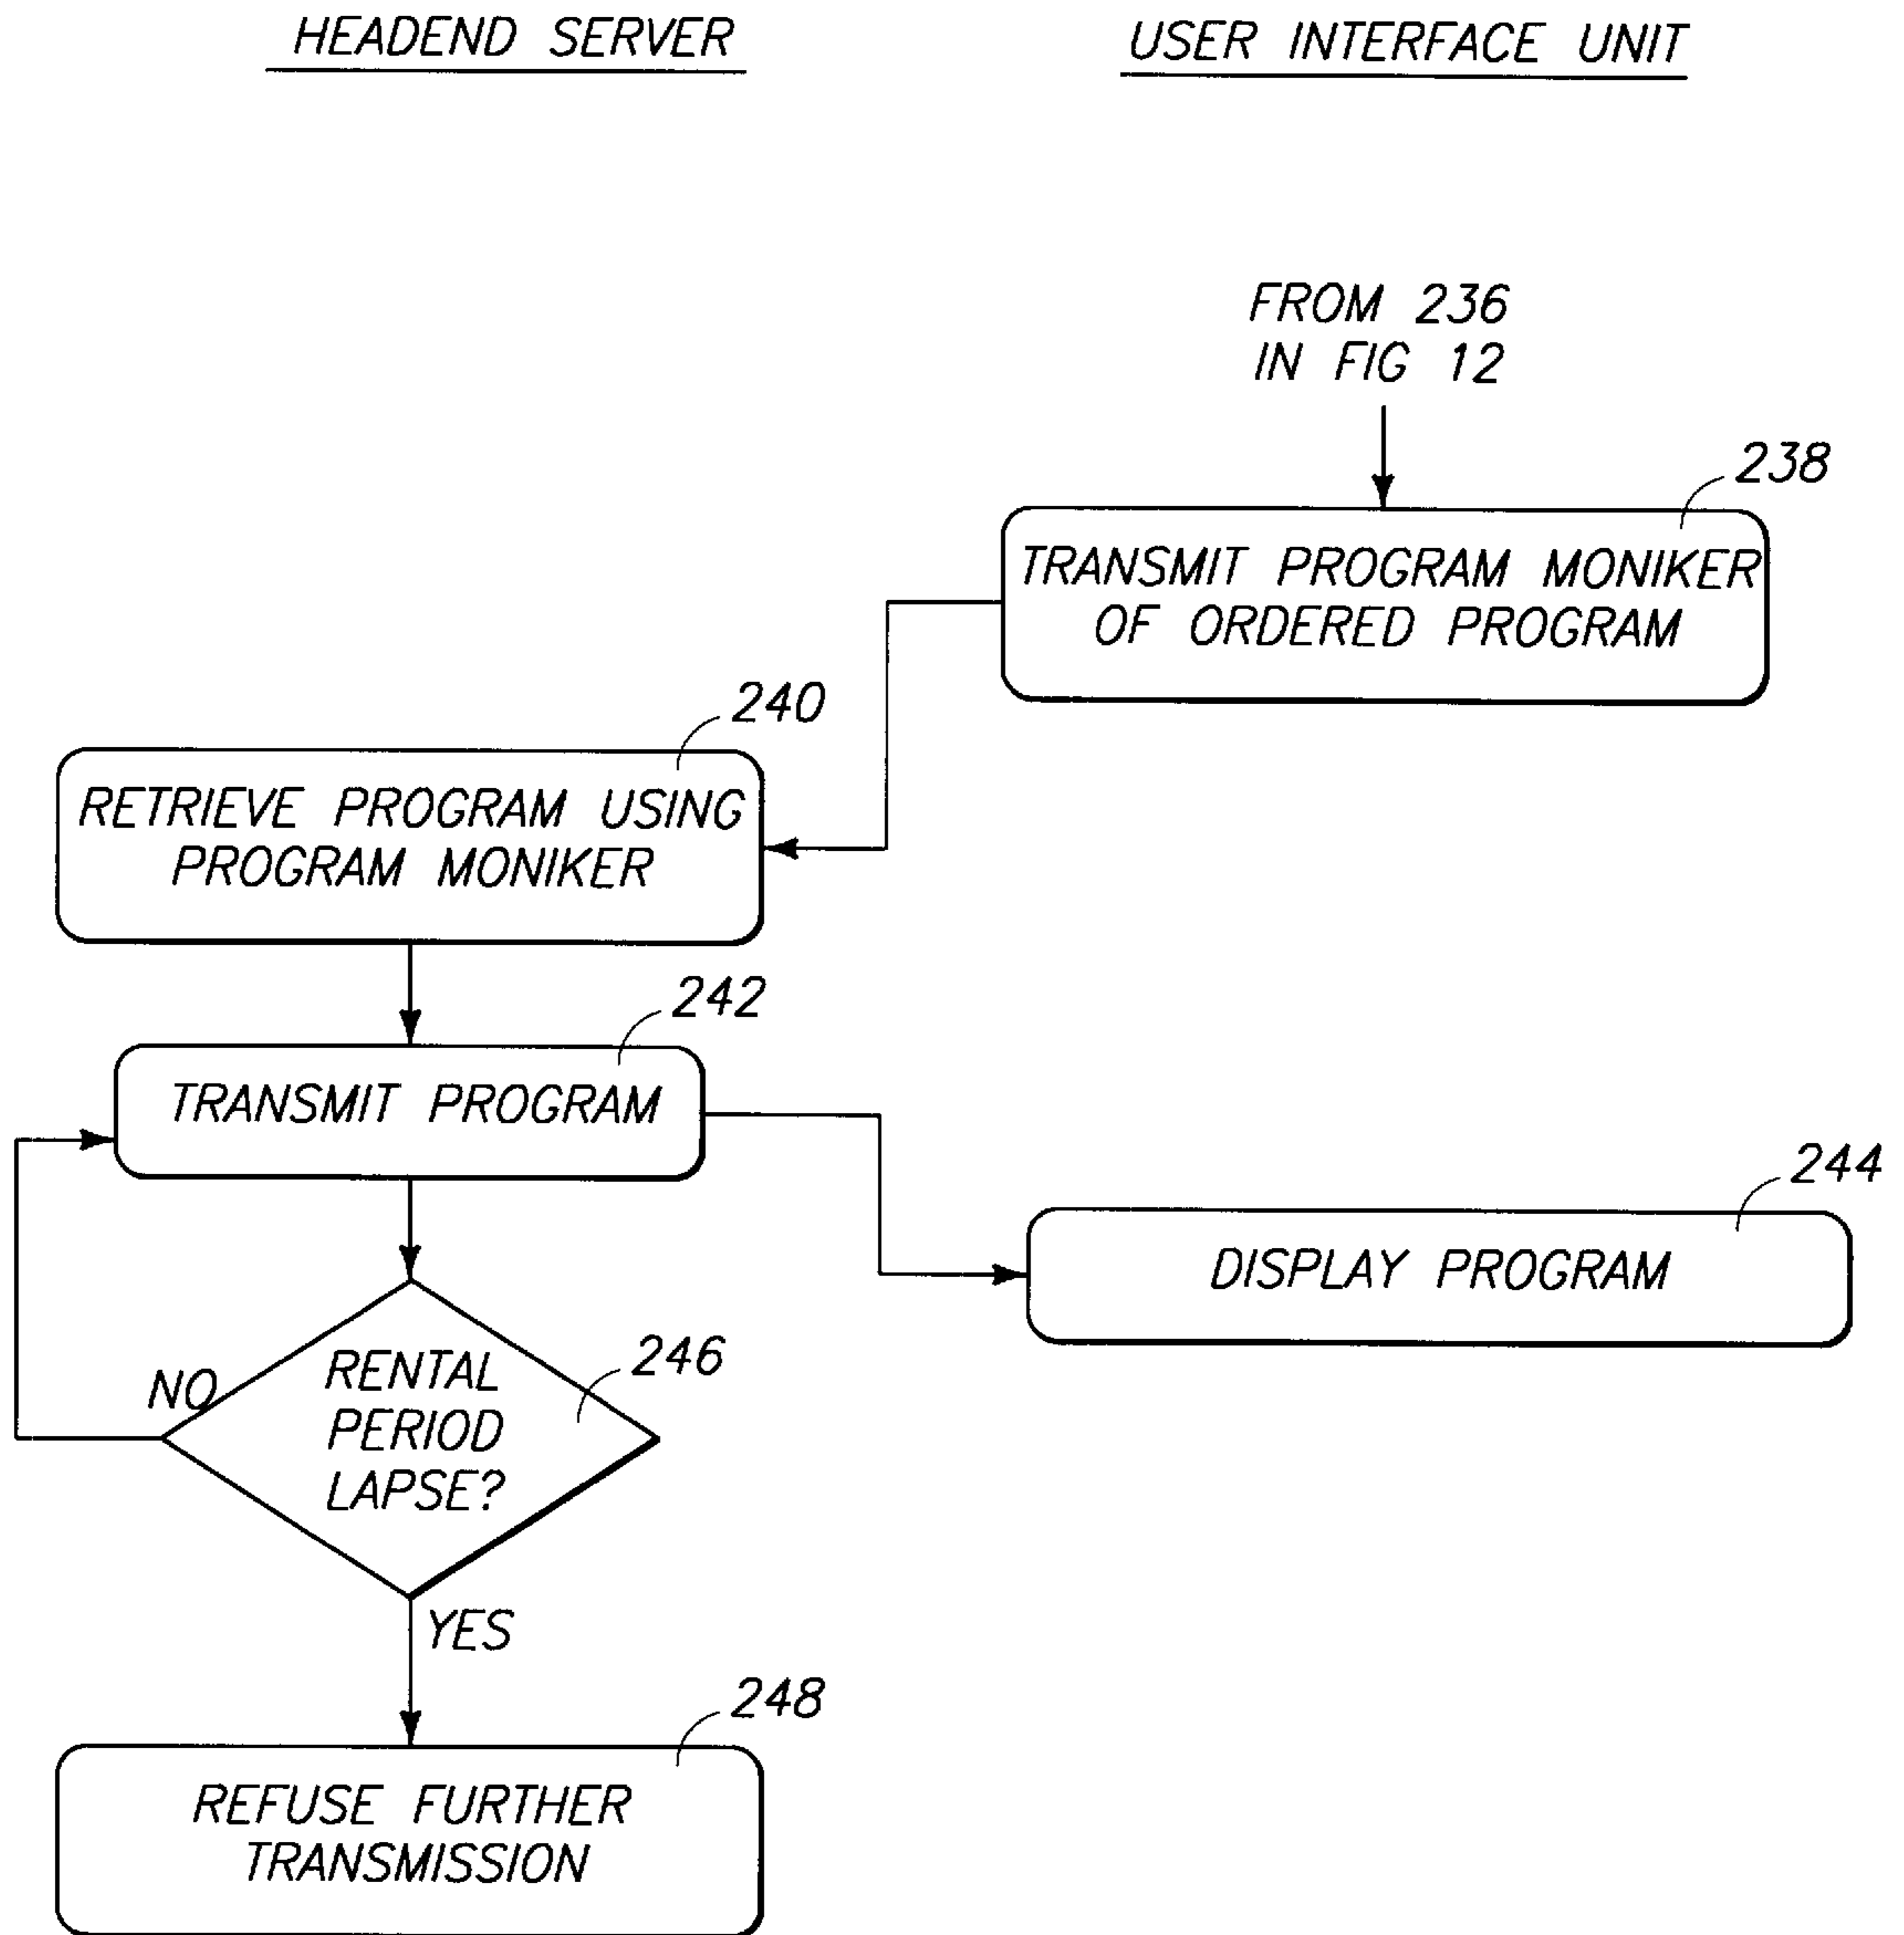 HEADEND SERVER
USER INTERFACE UNIT
FROM 236
IN FIG 12
238
TRANSMIT PROGRAM MONIKER
OF ORDERED PROGRAM
240
RETRIEVE PROGRAM USING
PROGRAM MONIKER
242
TRANSMIT PROGRAM
244
DISPLAY PROGRAM
246
RENTAL
PERIOD
LAPSE?
NO
YES
248
REFUSE FURTHER
TRANSMISSION